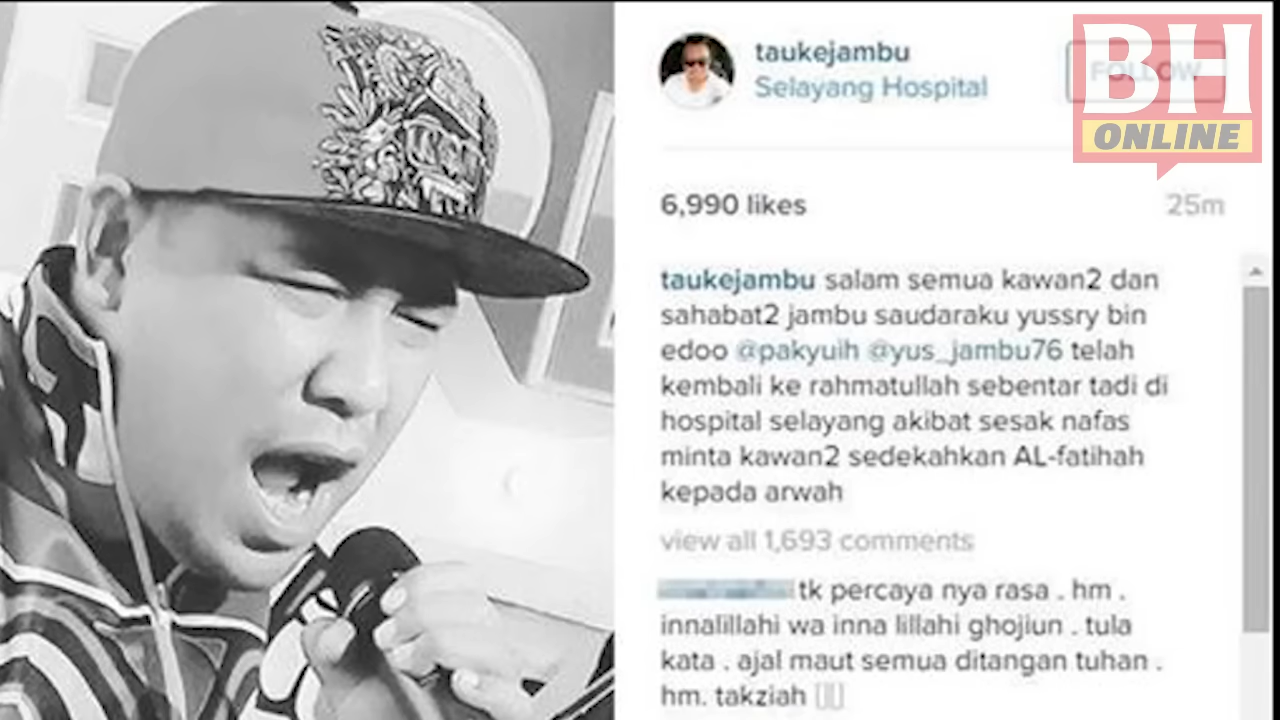 taukejambu
Selayang Hospital
FOLLOW
BH
ONLINE
6,990 likes
25m
taukejambu salam semua kawan2 dan
sahabat2 jambu saudaraku yussry bin
edoo @pakyuih @yus_jambu76 telah
kembali ke rahmatullah sebentar tadi di
hospital selayang akibat sesak nafas
minta kawan2 sedekahkan AL-fatihah
kepada arwah
view all 1,693 comments
tk percaya nya rasa . hm .
innalillahi wa inna lillahi ghojiun . tula
kata . ajal maut semua ditangan tuhan .
hm. takziah